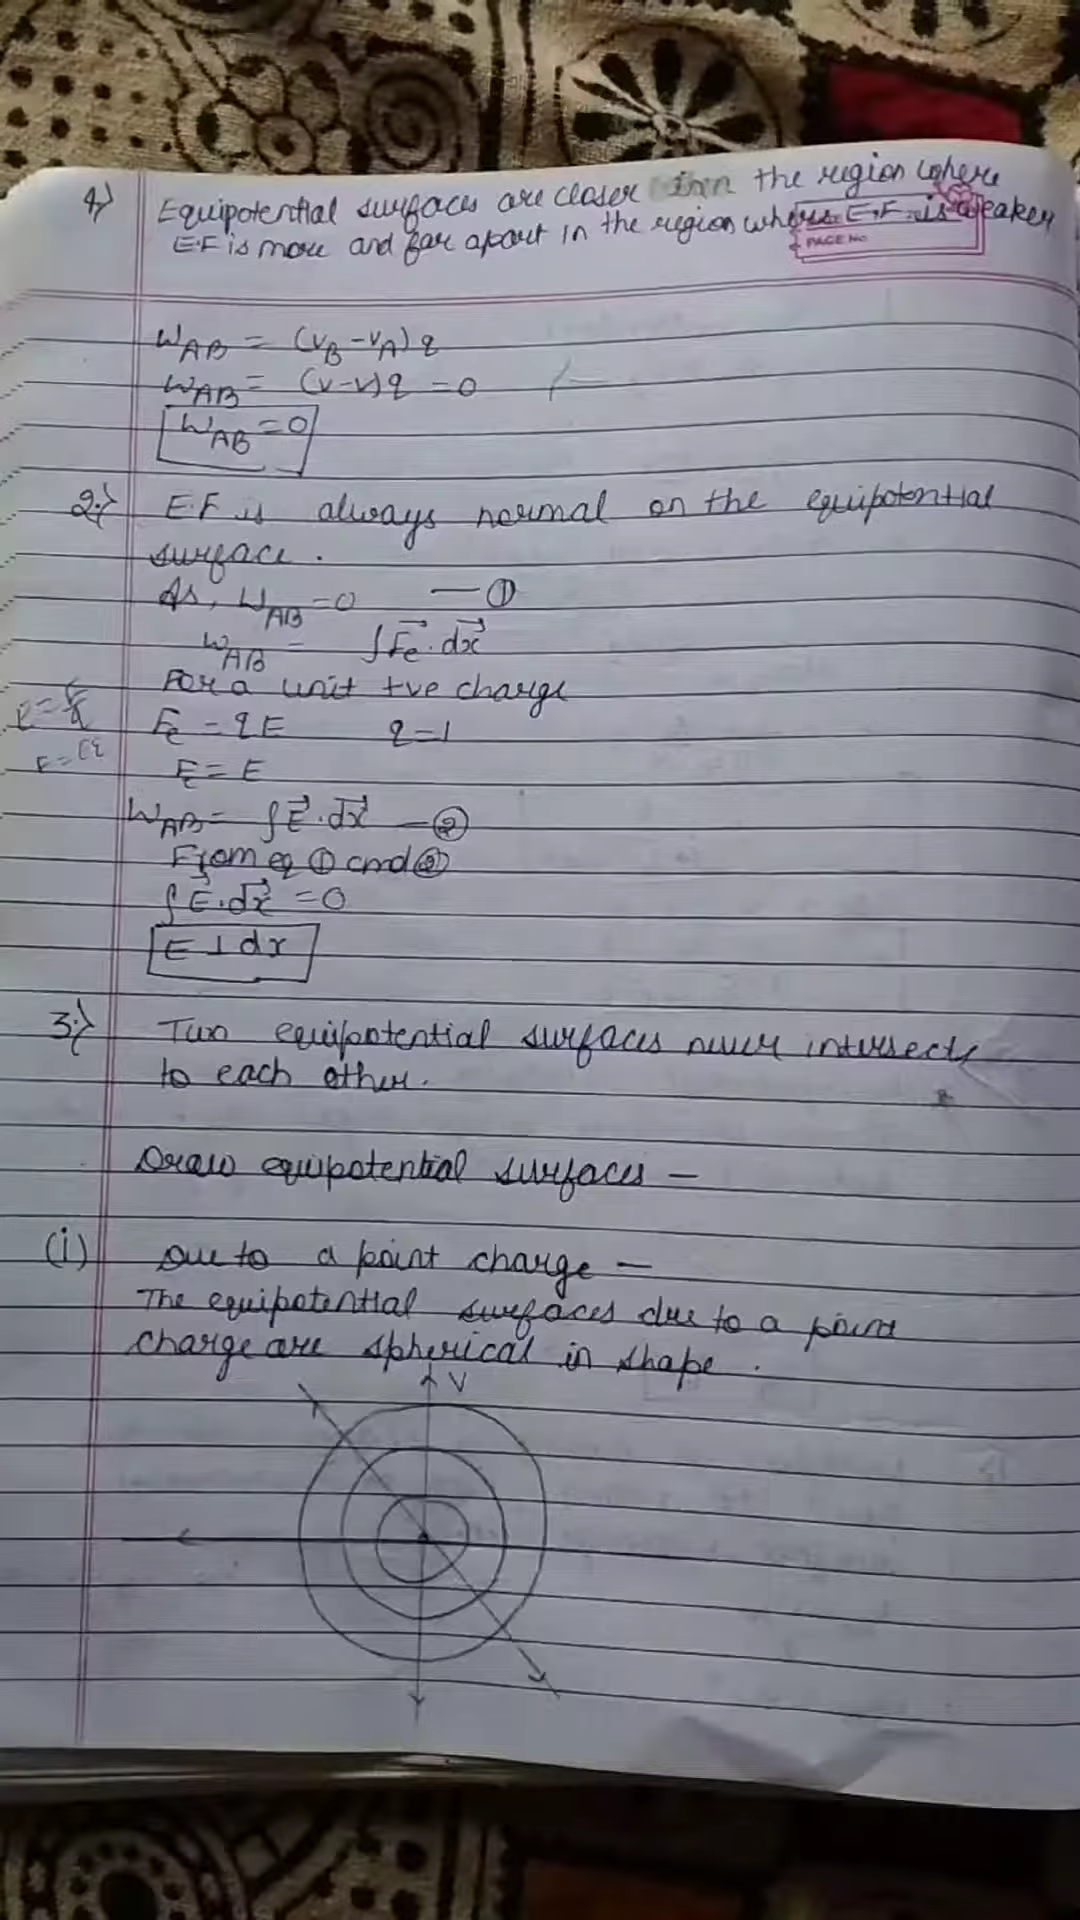 4) Equipotential surfaces are closer in the region where
E.F is more and far apart in the region where E.F. is weaker
PAGE No
W_AB = (V_B - V_A) q
W_AB = (V-V)q = 0
W_AB = 0
2) E.F is always normal on the equipotential
surface.
As, W_AB = 0 — ①
W_AB = ∫F_e⃗ . dx⃗
For a unit +ve charge
F_e = qE q=1
F_e = E
W_AB = ∫E⃗ . dx⃗ — ②
From eq ① and ②
∫E⃗ . dx⃗ = 0
E ⊥ dx
3) Two equipotential surfaces never intersects
to each other.
Draw equipotential surfaces –
(i) Due to a point charge –
The equipotential surfaces due to a point
charge are spherical in shape.
V